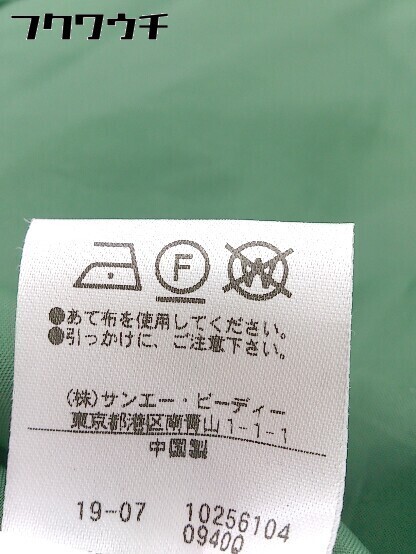 フクワウチ
F
W
●あて布を使用してください。
●引っかけに、ご注意下さい。
(株)サンエー・ビーディー
東京都港区南青山1-1-1
中国製
19-07 10256104
0940Q